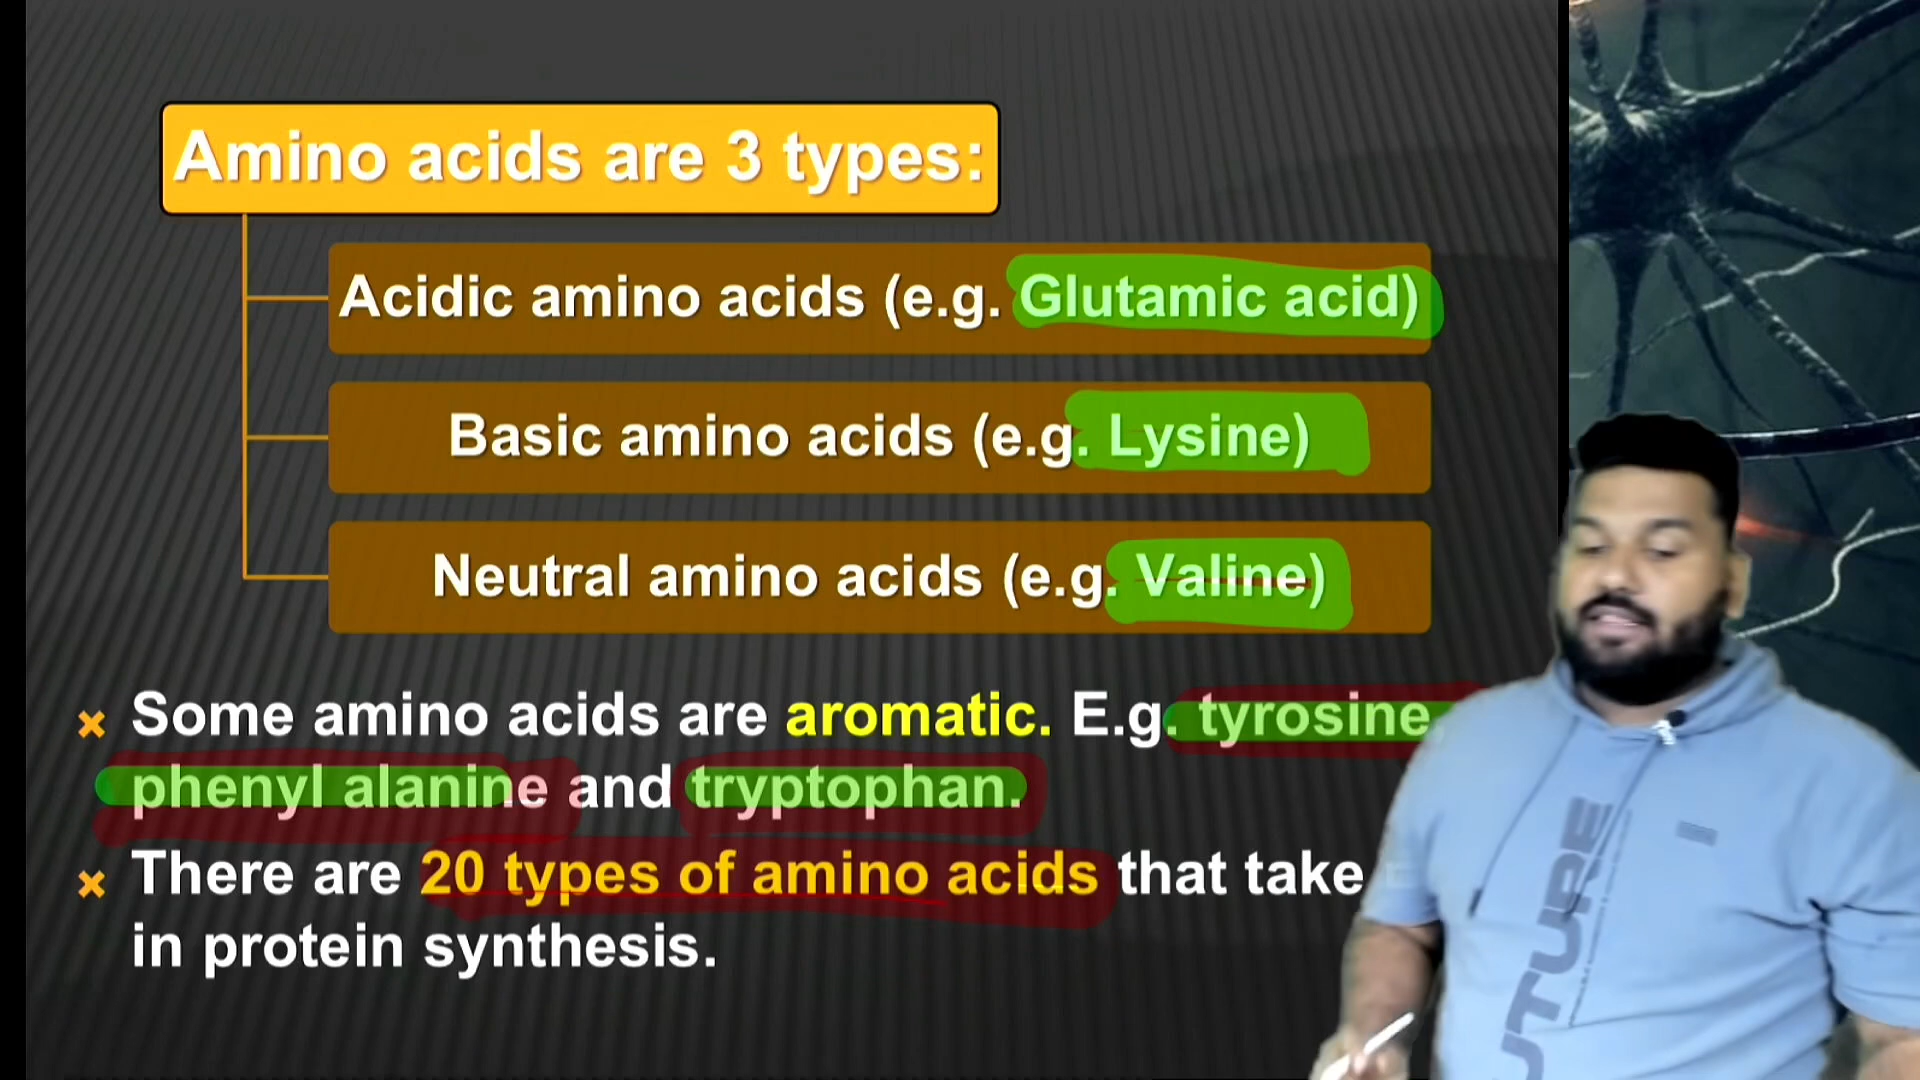 Amino acids are 3 types:
Acidic amino acids (e.g. Glutamic acid)
Basic amino acids (e.g. Lysine)
Neutral amino acids (e.g. Valine)
Some amino acids are aromatic. E.g. tyrosine,
phenyl alanine and tryptophan.
There are 20 types of amino acids that take
in protein synthesis.
UTURE